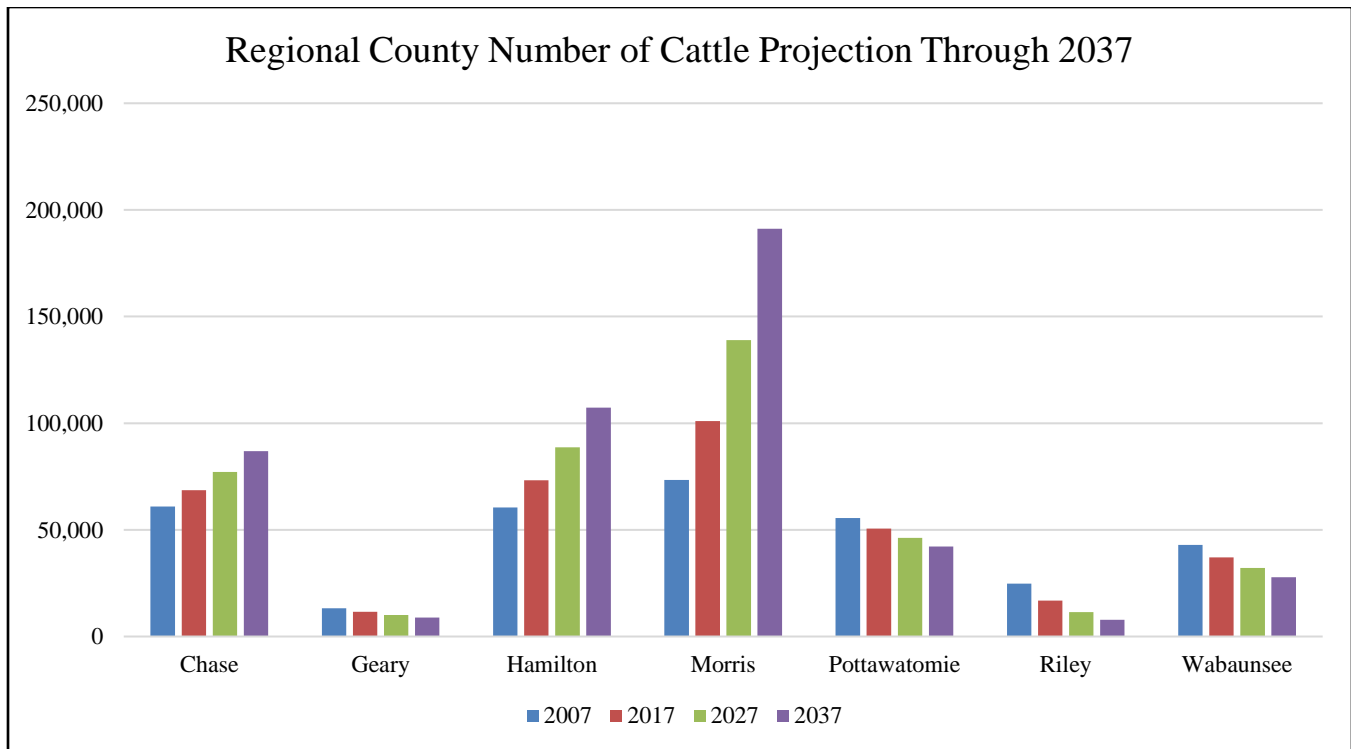 Regional County Number of Cattle Projection Through 2037
250,000
200,000
150,000
100,000
50,000
0
Chase Geary Hamilton Morris Pottawatomie Riley Wabaunsee
2007 2017 2027 2037